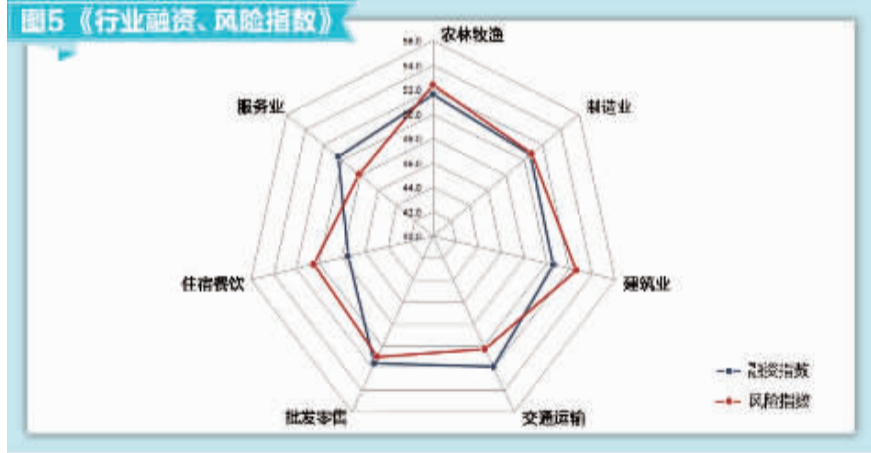 图5《行业融资、风险指数》
56.0
农林牧渔
54.0
52.0
服务业
制造业
50.0
48.0
46.0
44.0
42.0
40.0
住宿餐饮
建筑业
融资指数
风险指数
批发零售
交通运输